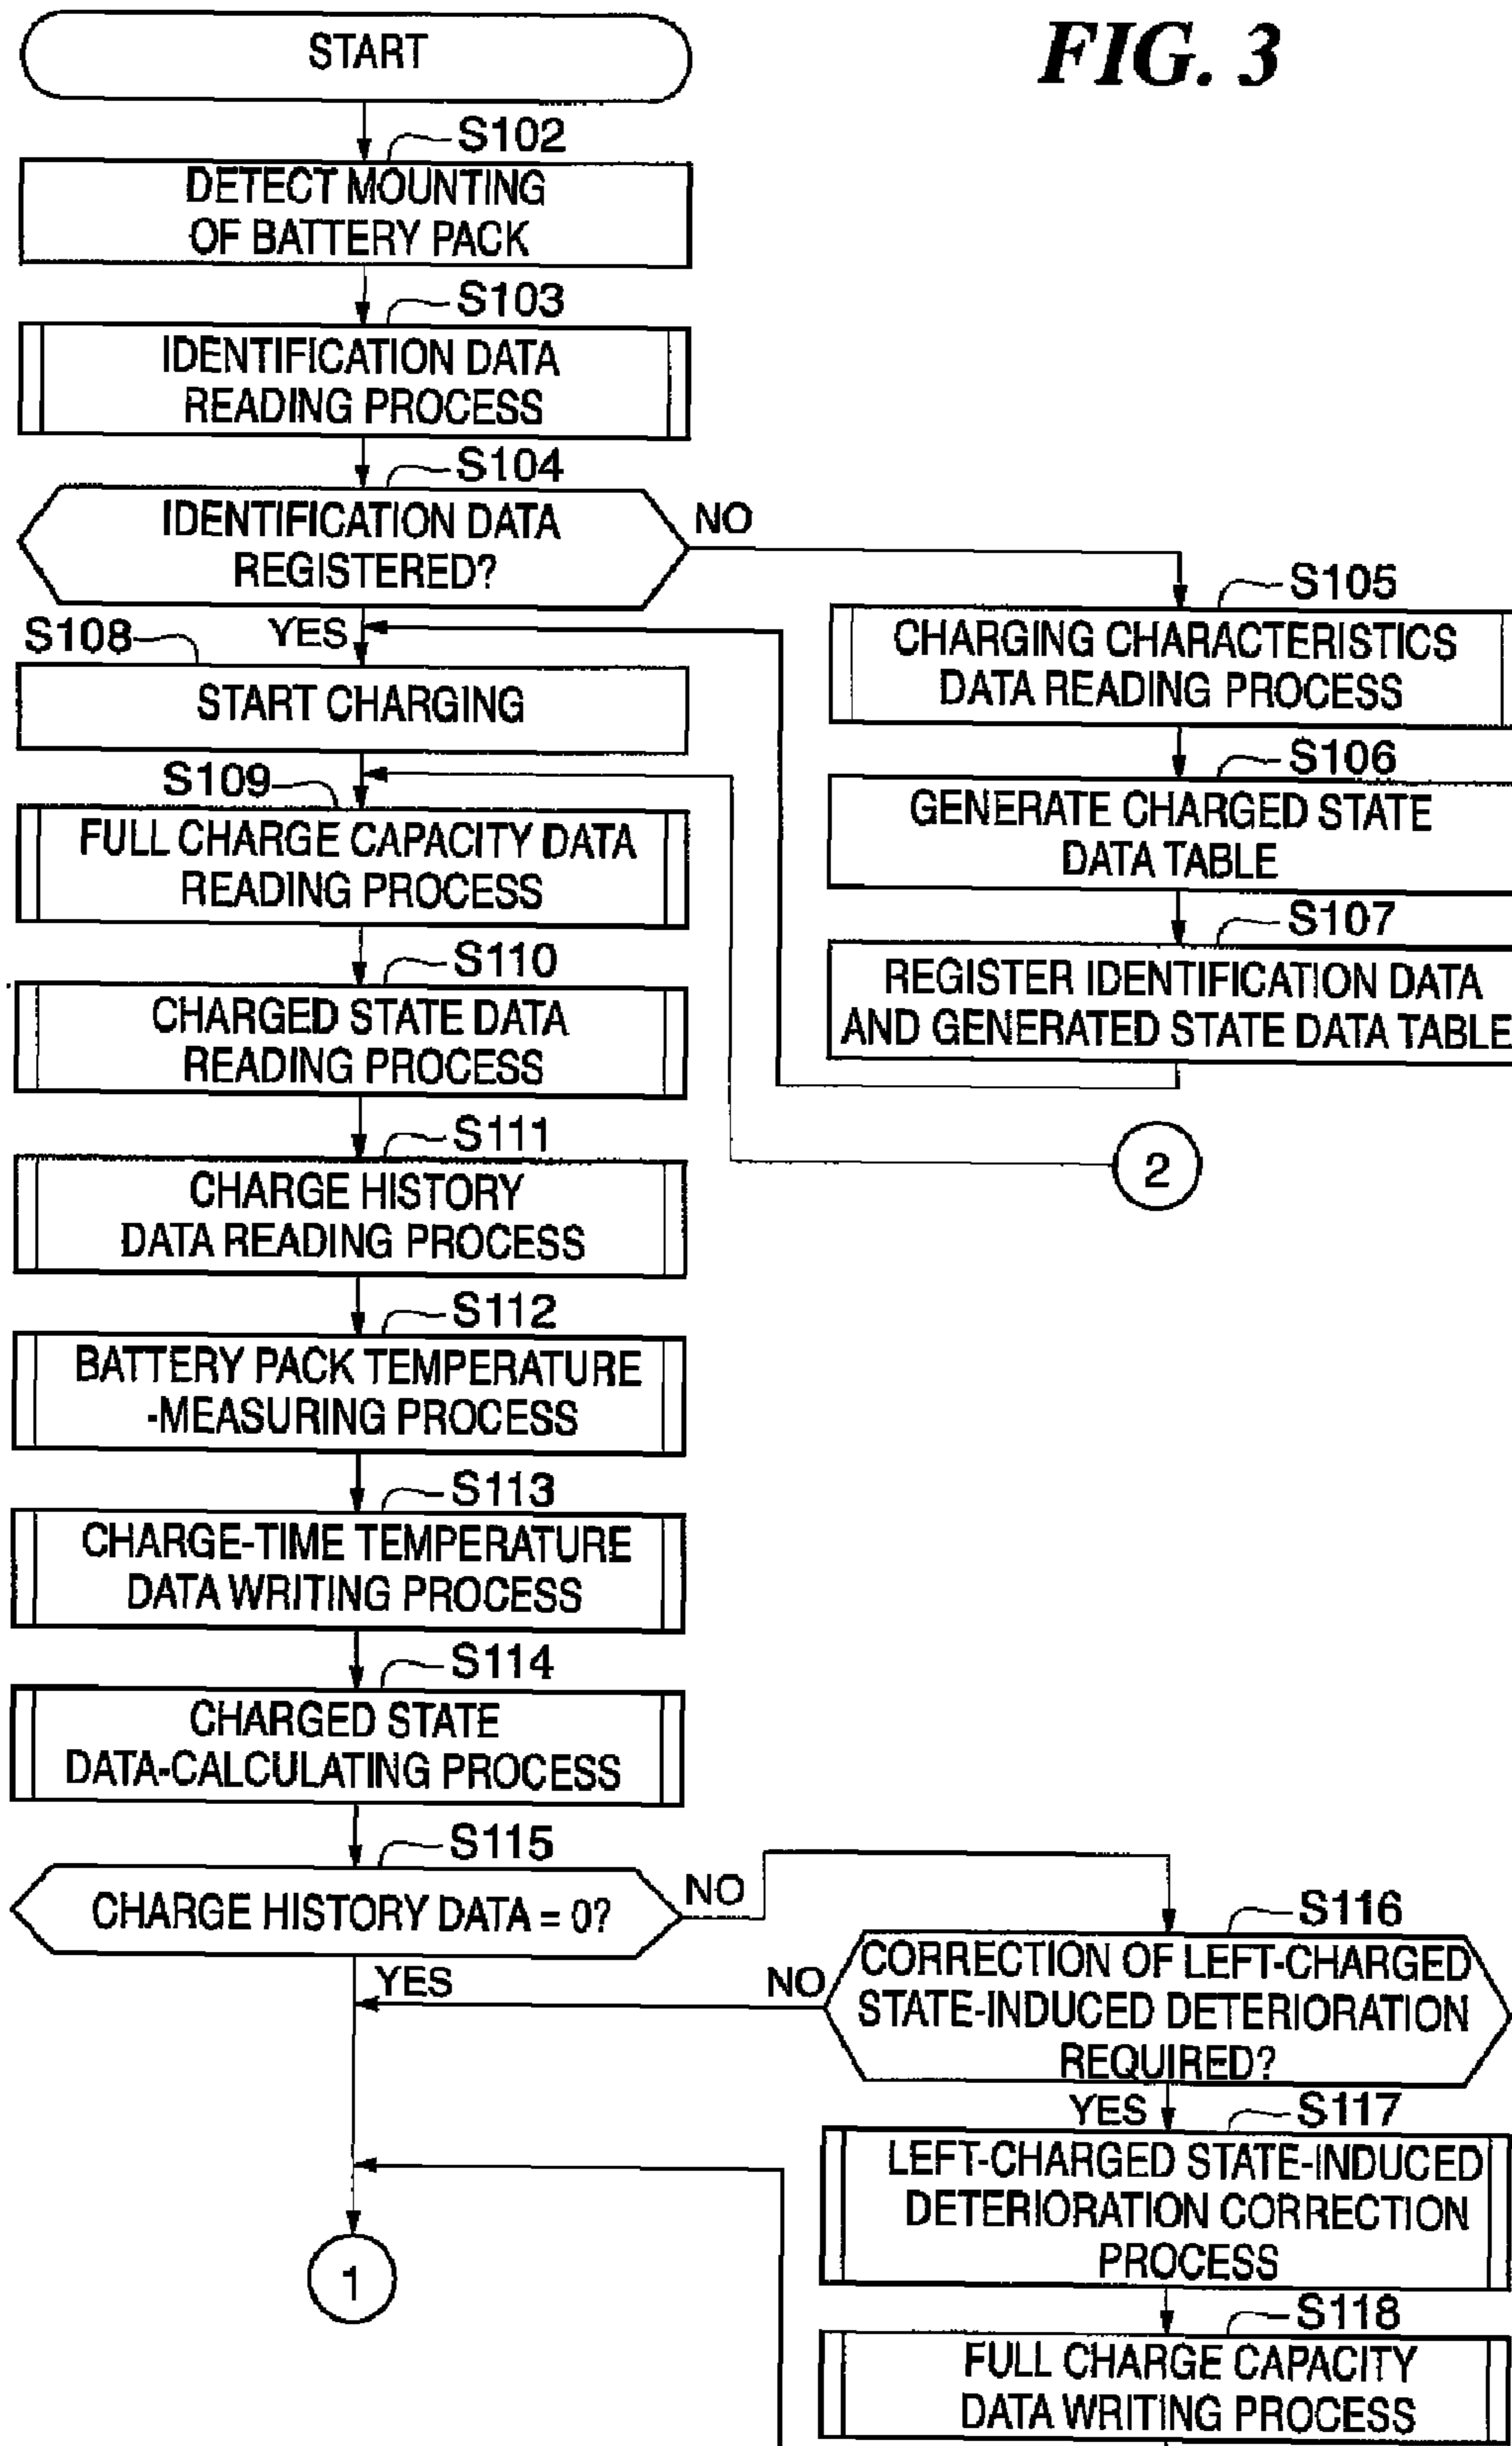 FIG. 3
START
S102
DETECT MOUNTING
OF BATTERY PACK
S103
IDENTIFICATION DATA
READING PROCESS
S104
IDENTIFICATION DATA
REGISTERED?
NO
YES
S105
CHARGING CHARACTERISTICS
DATA READING PROCESS
S106
GENERATE CHARGED STATE
DATA TABLE
S107
REGISTER IDENTIFICATION DATA
AND GENERATED STATE DATA TABLE
S108
START CHARGING
2
S109
FULL CHARGE CAPACITY DATA
READING PROCESS
S110
CHARGED STATE DATA
READING PROCESS
S111
CHARGE HISTORY
DATA READING PROCESS
S112
BATTERY PACK TEMPERATURE
-MEASURING PROCESS
S113
CHARGE-TIME TEMPERATURE
DATA WRITING PROCESS
S114
CHARGED STATE
DATA-CALCULATING PROCESS
S115
CHARGE HISTORY DATA = 0?
NO
YES
S116
CORRECTION OF LEFT-CHARGED
STATE-INDUCED DETERIORATION
REQUIRED?
NO
YES
S117
LEFT-CHARGED STATE-INDUCED
DETERIORATION CORRECTION
PROCESS
S118
FULL CHARGE CAPACITY
DATA WRITING PROCESS
1